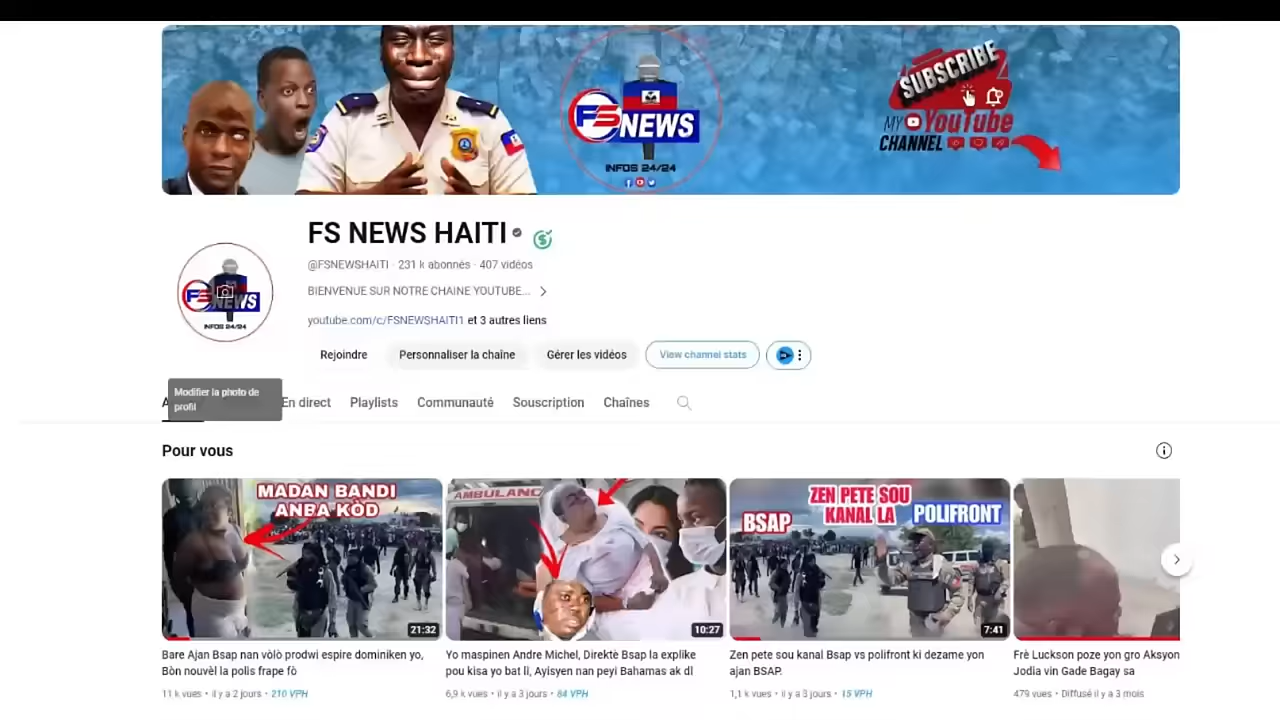 SUBSCRIBE
MY YouTube
CHANNEL
FS NEWS
INFOS 24/24
FS NEWS HAITI
@FSNEWSHAITI · 231 k abonnés · 407 vidéos
BIENVENUE SUR NOTRE CHAINE YOUTUBE...
youtube.com/c/FSNEWSHAITI1 et 3 autres liens
FS NEWS
INFOS 24/24
Rejoindre Personnaliser la chaîne Gérer les vidéos View channel stats
Modifier la photo de
profil
En direct Playlists Communauté Souscription Chaînes
Pour vous
MADAN BANDI
ANBA KÒD
21:32
AMBULANC
10:27
ZEN PETE SOU
KANAL LA
BSAP
POLIFRONT
7:41
Bare Ajan Bsap nan vòlò prodwi espire dominiken yo,
Bòn nouvèl la polis frape fò
11 k vues • il y a 2 jours • 210 VPH
Yo maspinen Andre Michel, Direktè Bsap la eksplike
pou kisa yo bat li, Ayisyen nan peyi Bahamas ak dl
6,9 k vues • il y a 3 jours • 84 VPH
Zen pete sou kanal Bsap vs polifront ki dezame yon
ajan BSAP.
1,1 k vues • il y a 3 jours • 15 VPH
Frè Luckson poze yon gro Aksyon
Jodia vin Gade Bagay sa
479 vues • Diffusé il y a 3 mois